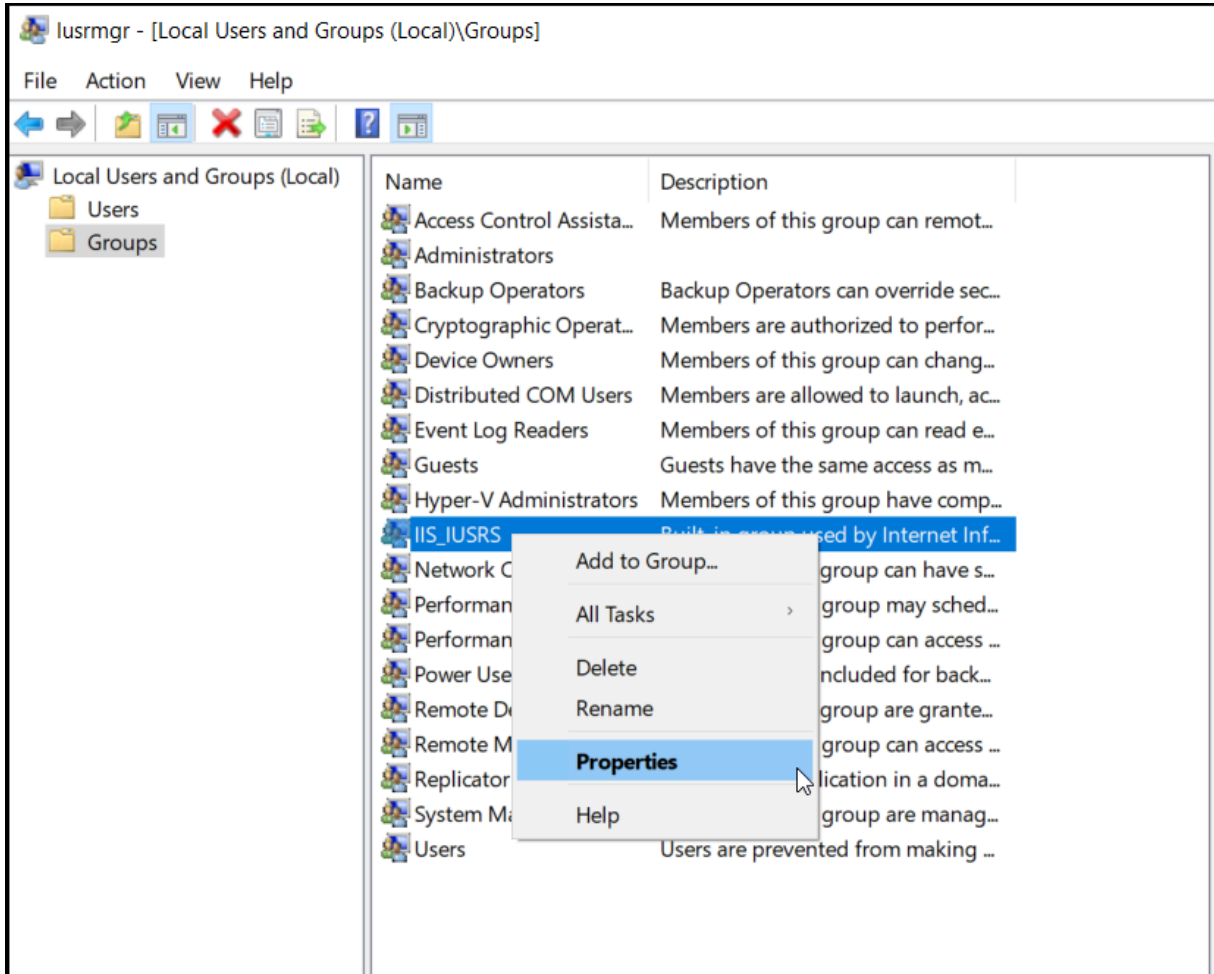 lusrmgr - [Local Users and Groups (Local)\Groups]
File Action View Help
Local Users and Groups (Local)
Users
Groups
Name Description
Access Control Assista... Members of this group can remot...
Administrators
Backup Operators Backup Operators can override sec...
Cryptographic Operat... Members are authorized to perfor...
Device Owners Members of this group can chang...
Distributed COM Users Members are allowed to launch, ac...
Event Log Readers Members of this group can read e...
Guests Guests have the same access as m...
Hyper-V Administrators Members of this group have comp...
IIS_IUSRS Built-in group used by Internet Inf...
Network C group can have s...
Performan group may sched...
Performan group can access ...
Power Use ncluded for back...
Remote De group are grante...
Remote M group can access ...
Replicator lication in a doma...
System Ma group are manag...
Users Users are prevented from making ...
Add to Group...
All Tasks
Delete
Rename
Properties
Help